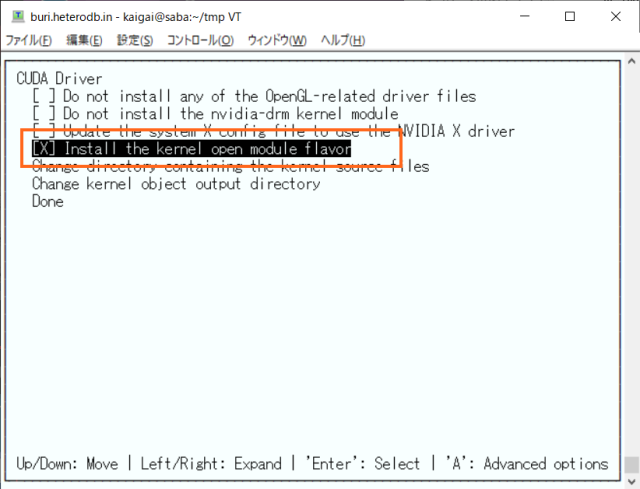 buri.heterodb.in - kaigai@saba:~/tmp VT
ファイル(F) 編集(E) 設定(S) コントロール(O) ウィンドウ(W) ヘルプ(H)
CUDA Driver
[ ] Do not install any of the OpenGL-related driver files
[ ] Do not install the nvidia-drm kernel module
[ ] Update the system X config file to use the NVIDIA X driver
[X] Install the kernel open module flavor
Change directory containing the kernel source files
Change kernel object output directory
Done
Up/Down: Move | Left/Right: Expand | 'Enter': Select | 'A': Advanced options